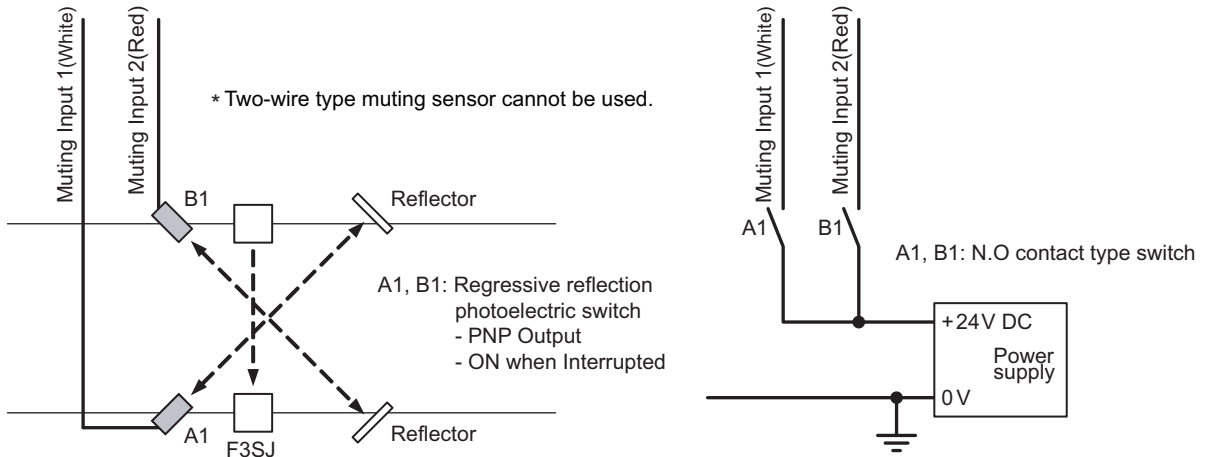 Muting Input 1(White)
Muting Input 2(Red)
* Two-wire type muting sensor cannot be used.
B1
Reflector
A1, B1: Regressive reflection
photoelectric switch
- PNP Output
- ON when Interrupted
A1
F3SJ
Reflector
Muting Input 1(White)
Muting Input 2(Red)
A1
B1
A1, B1: N.O contact type switch
+24V DC
Power
supply
0V